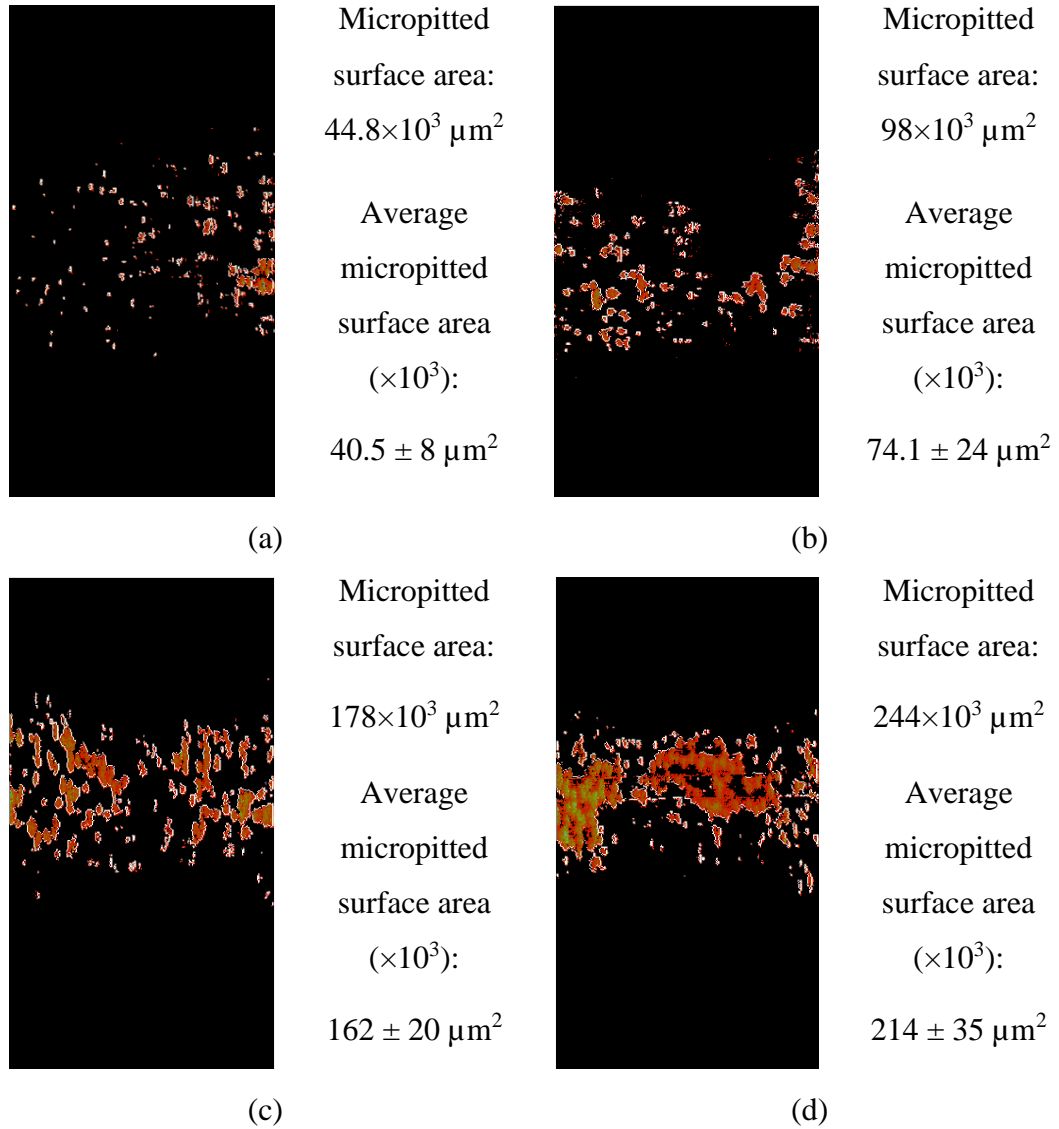 Micropitted
surface area:
44.8×10³ µm²
Average
micropitted
surface area
(×10³):
40.5 ± 8 µm²
(a)
Micropitted
surface area:
98×10³ µm²
Average
micropitted
surface area
(×10³):
74.1 ± 24 µm²
(b)
Micropitted
surface area:
178×10³ µm²
Average
micropitted
surface area
(×10³):
162 ± 20 µm²
(c)
Micropitted
surface area:
244×10³ µm²
Average
micropitted
surface area
(×10³):
214 ± 35 µm²
(d)